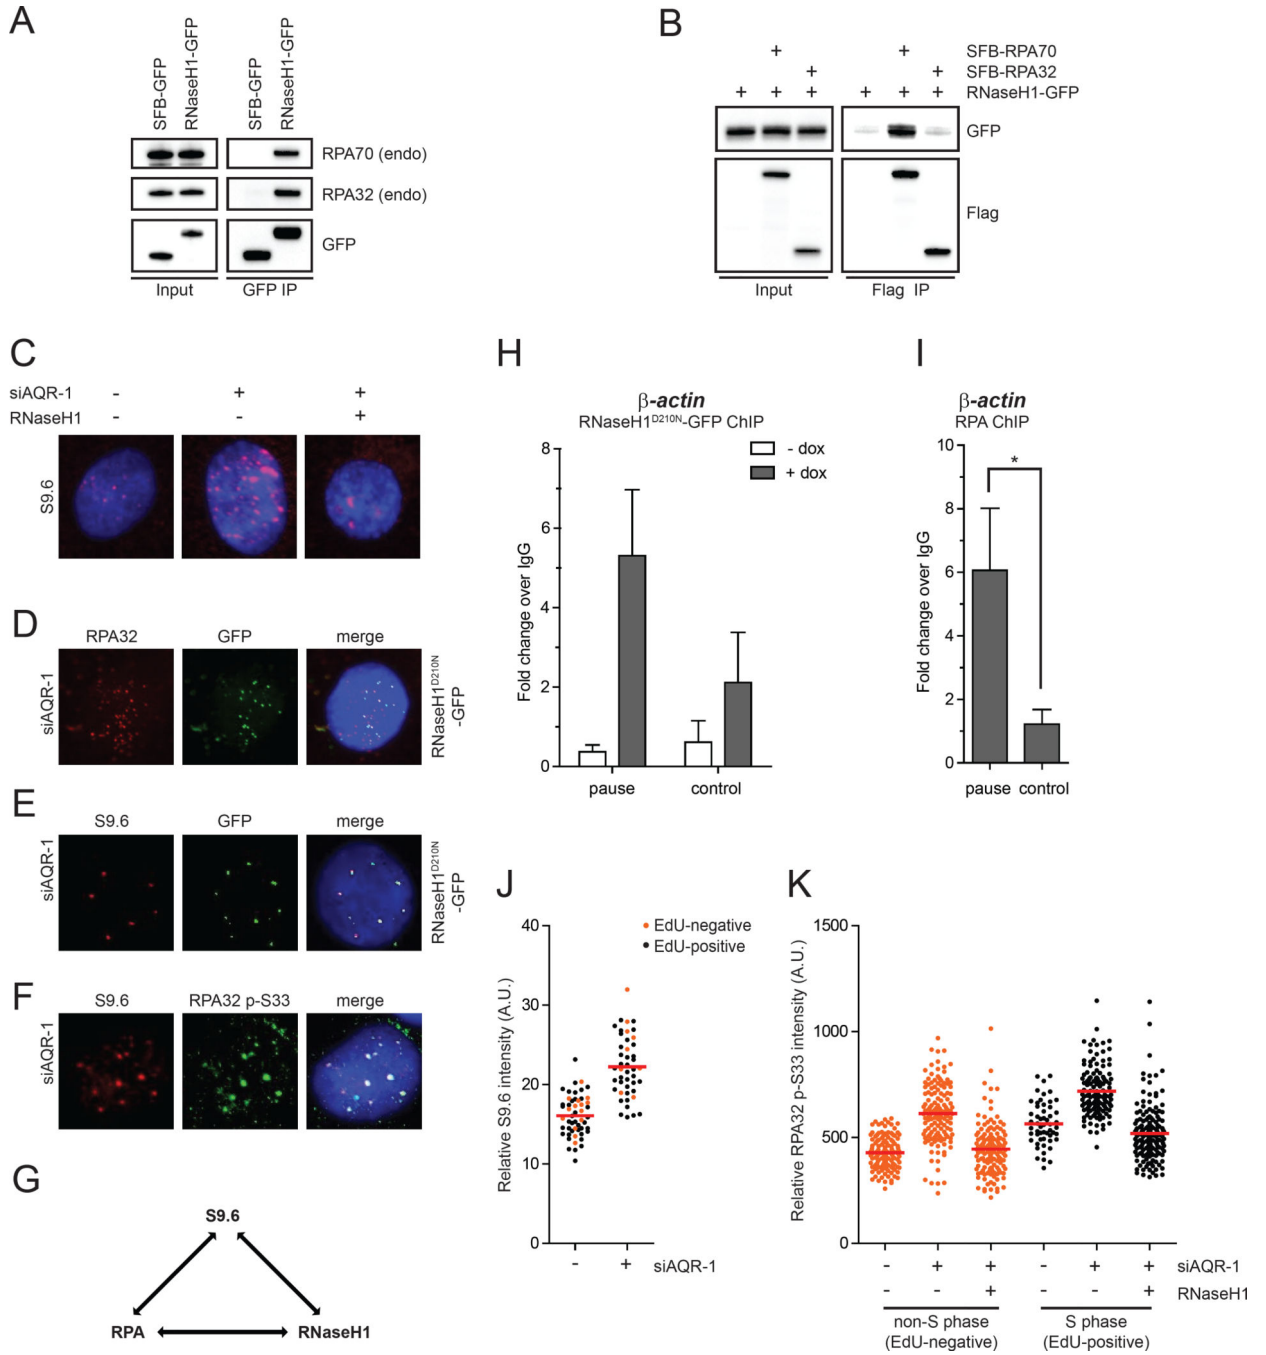 A
SFB-GFP
RNaseH1-GFP
SFB-GFP
RNaseH1-GFP
RPA70 (endo)
RPA32 (endo)
GFP
Input
GFP IP
B
+ + SFB-RPA70
+ + SFB-RPA32
+ + + + + + RNaseH1-GFP
GFP
Flag
Input
Flag IP
C
siAQR-1 - + +
RNaseH1 - - +
S9.6
D
RPA32 GFP merge
siAQR-1
RNaseH1D210N
-GFP
E
S9.6 GFP merge
siAQR-1
RNaseH1D210N
-GFP
F
S9.6 RPA32 p-S33 merge
siAQR-1
G
S9.6
RPA RNaseH1
H
β-actin
RNaseH1D210N-GFP ChIP
- dox
+ dox
Fold change over IgG
8
6
4
2
0
pause control
I
β-actin
RPA ChIP
*
Fold change over IgG
10
8
6
4
2
0
pause control
J
EdU-negative
EdU-positive
Relative S9.6 intensity (A.U.)
40
30
20
10
0
- + siAQR-1
K
Relative RPA32 p-S33 intensity (A.U.)
1500
1000
500
0
- + + - + + siAQR-1
- - + - - + RNaseH1
non-S phase
(EdU-negative)
S phase
(EdU-positive)